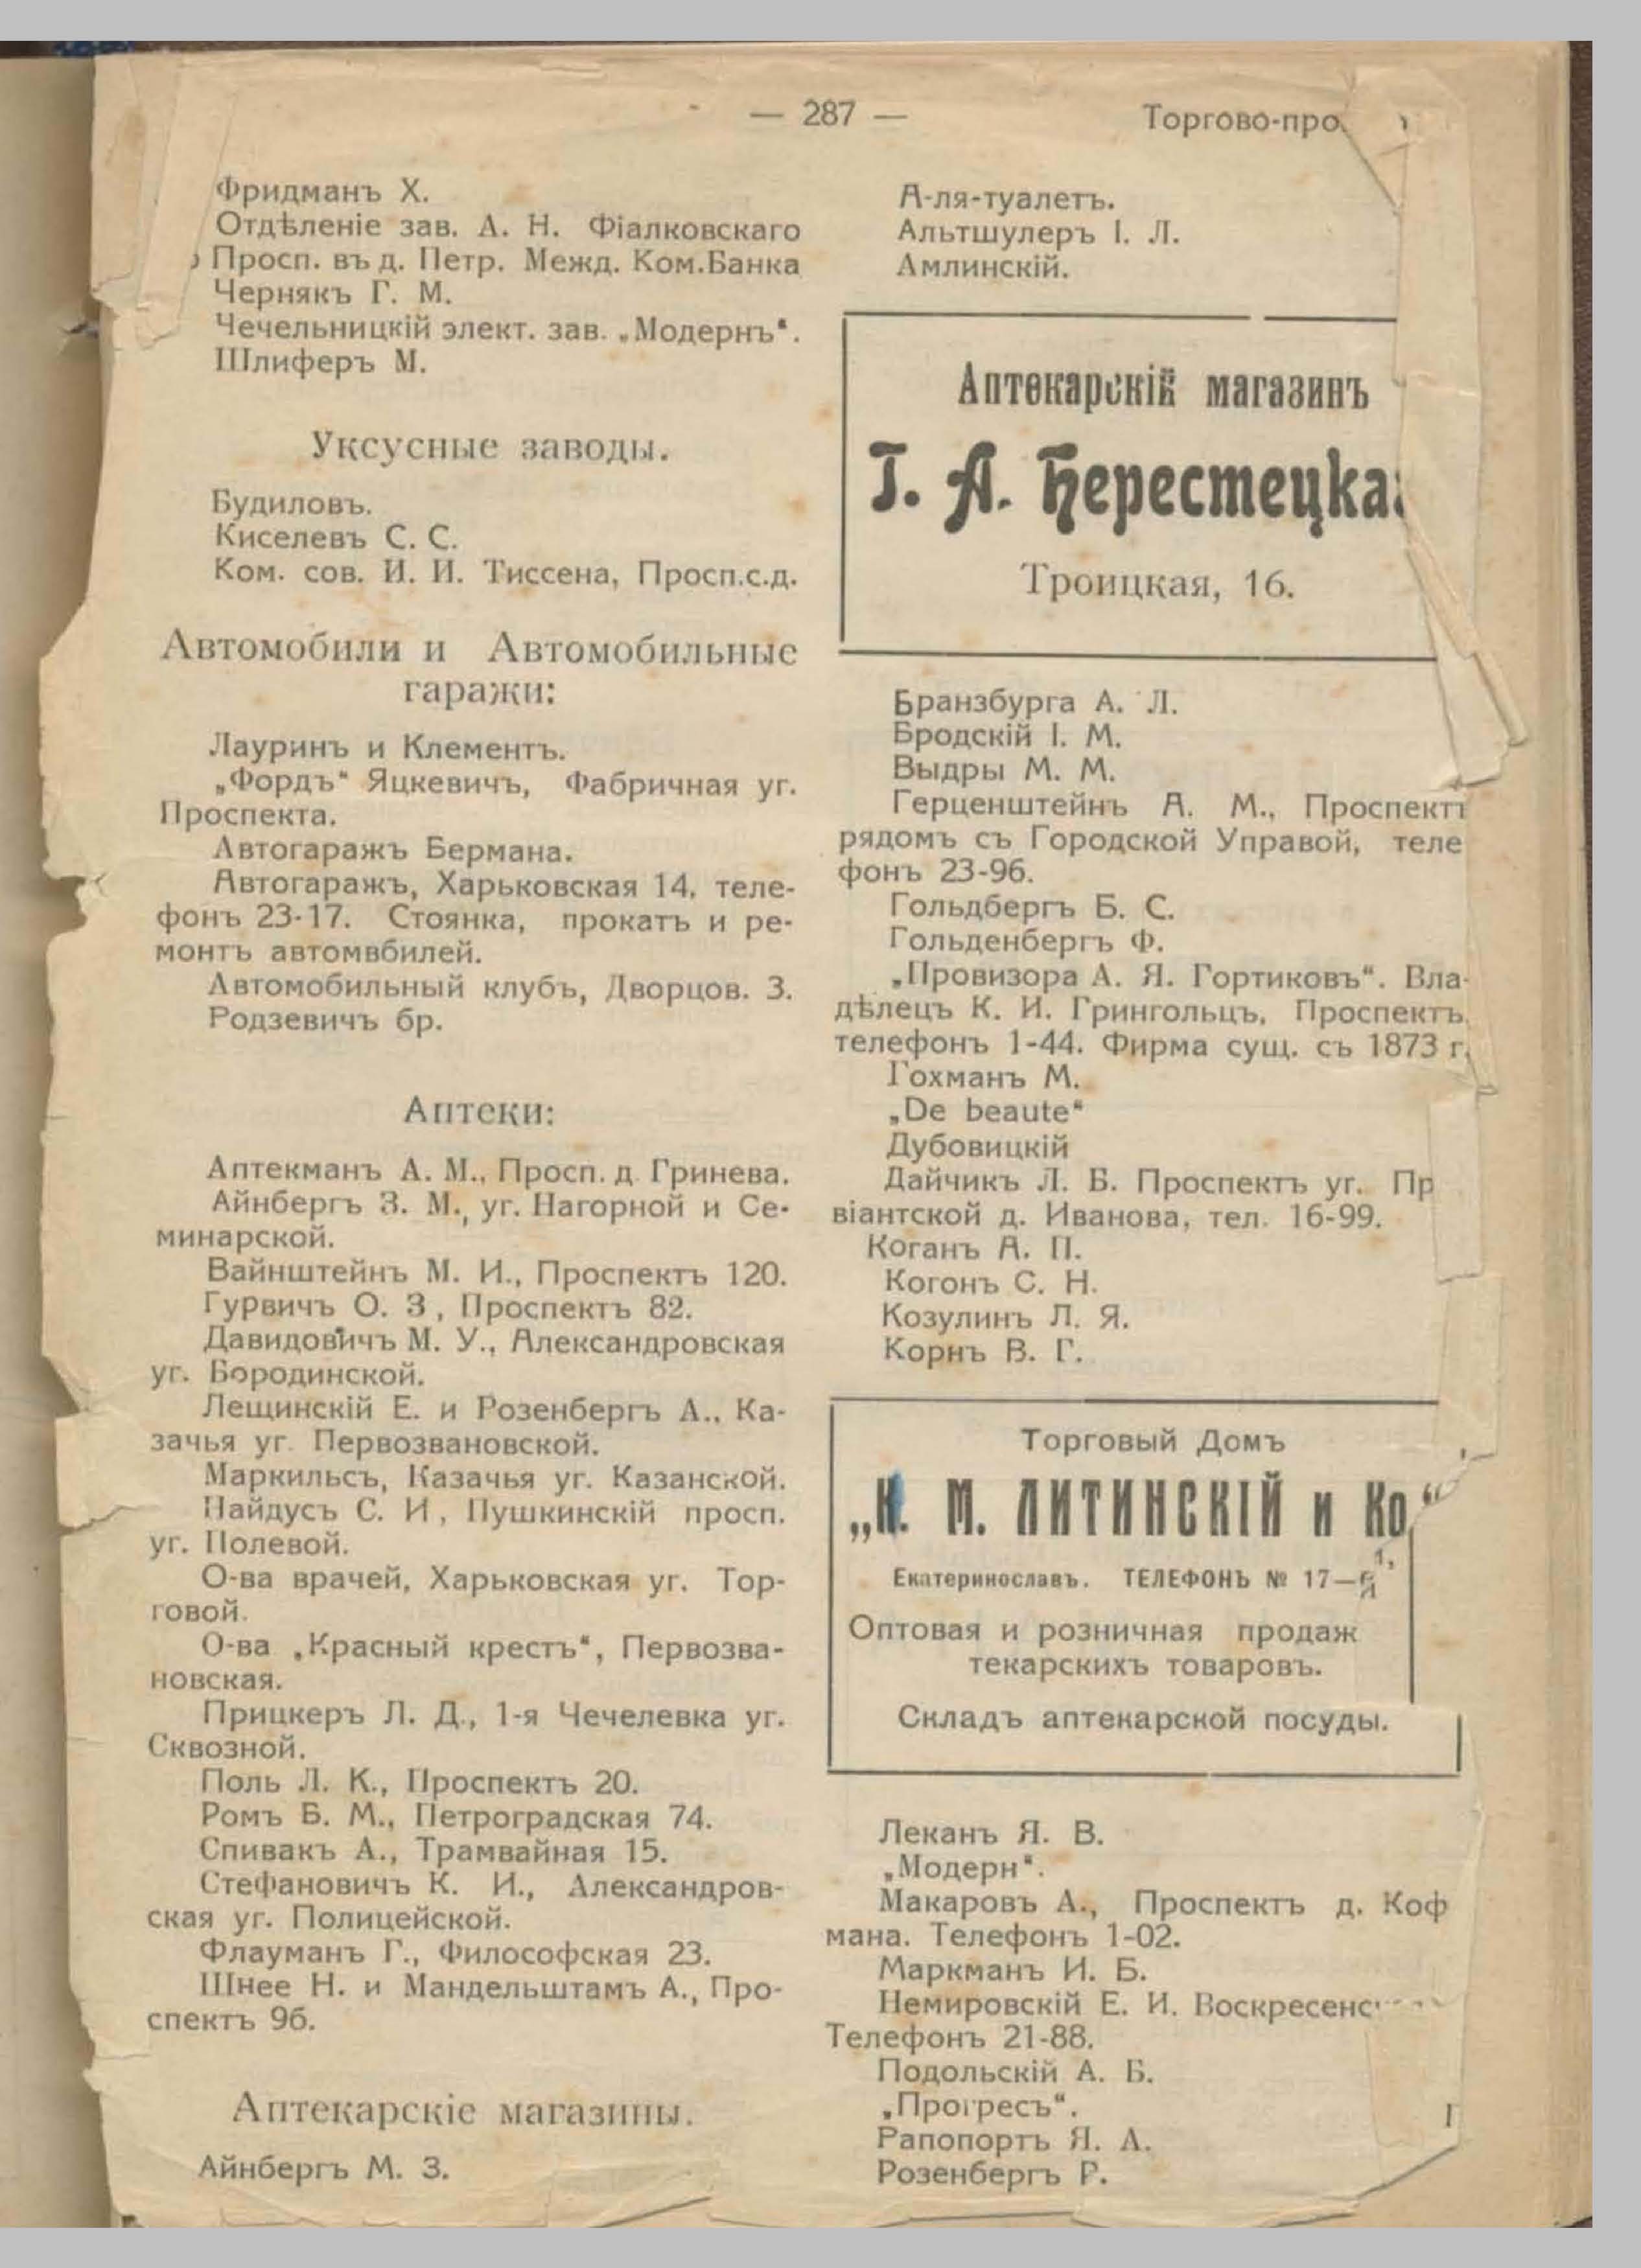 — 287 —
Торгово-про
Фридманъ Х.
Отдѣленіе зав. А. Н. Фіалковскаго
Просп. въ д. Петр. Межд. Ком.Банка
Чернякъ Г. М.
Чечельницкій элект. зав. „Модернъ“.
Шлиферъ М.
Уксусные заводы.
Будиловъ.
Киселевъ С. С.
Ком. сов. И. И. Тиссена, Просп.с.д.
Автомобили и Автомобильные
гаражи:
Лауринъ и Клементъ.
„Фордъ“ Яцкевичъ, Фабричная уг.
Проспекта.
Автогаражъ Бермана.
Автогаражъ, Харьковская 14, теле-
фонъ 23-17. Стоянка, прокатъ и ре-
монтъ автомвбилей.
Автомобильный клубъ, Дворцов. 3.
Родзевичъ бр.
Аптеки:
Аптекманъ А. М., Просп. д. Гринева.
Айнбергъ З. М., уг. Нагорной и Се-
минарской.
Вайнштейнъ М. И., Проспектъ 120.
Гурвичъ О. З, Проспектъ 82.
Давидовичъ М. У., Александровская
уг. Бородинской.
Лещинскій Е. и Розенбергъ А., Ка-
зачья уг. Первозвановской.
Маркильсъ, Казачья уг. Казанской.
Найдусъ С. И, Пушкинскій просп.
уг. Полевой.
О-ва врачей, Харьковская уг. Тор-
говой.
О-ва „Красный крестъ“, Первозва-
новская.
Прицкеръ Л. Д., 1-я Чечелевка уг.
Сквозной.
Поль Л. К., Проспектъ 20.
Ромъ Б. М., Петроградская 74.
Спивакъ А., Трамвайная 15.
Стефановичъ К. И., Александров-
ская уг. Полицейской.
Флауманъ Г., Философская 23.
Шнее Н. и Мандельштамъ А., Про-
спектъ 96.
Аптекарскіе магазины.
Айнбергъ М. З.
А-ля-туалетъ.
Альтшулеръ І. Л.
Амлинскій.
Аптекарскій магазинъ
Г. А. Берестецка
Троицкая, 16.
Бранзбурга А. Л.
Бродскій І. М.
Выдры М. М.
Герценштейнъ А. М., Проспектъ
рядомъ съ Городской Управой, теле
фонъ 23-96.
Гольдбергъ Б. С.
Гольденбергъ Ф.
„Провизора А. Я. Гортиковъ“. Вла-
дѣлецъ К. И. Грингольцъ, Проспектъ,
телефонъ 1-44. Фирма сущ. съ 1873 г.
Гохманъ М.
„De beaute“
Дубовицкій
Дайчикъ Л. Б. Проспектъ уг. Пр
віантской д. Иванова, тел. 16-99.
Коганъ А. П.
Когонъ С. Н.
Козулинъ Л. Я.
Корнъ В. Г.
Торговый Домъ
„И. М. ЛИТИНСКІЙ и Ко“
Екатеринославъ. ТЕЛЕФОНЪ № 17—
Оптовая и розничная продаж
текарскихъ товаровъ.
Складъ аптекарской посуды.
Леканъ Я. В.
„Модерн“.
Макаровъ А., Проспектъ д. Коф
мана. Телефонъ 1-02.
Маркманъ И. Б.
Немировскій Е. И. Воскресенс
Телефонъ 21-88.
Подольскій А. Б.
„Прогресъ“.
Рапопортъ Я. А.
Розенбергъ Р.